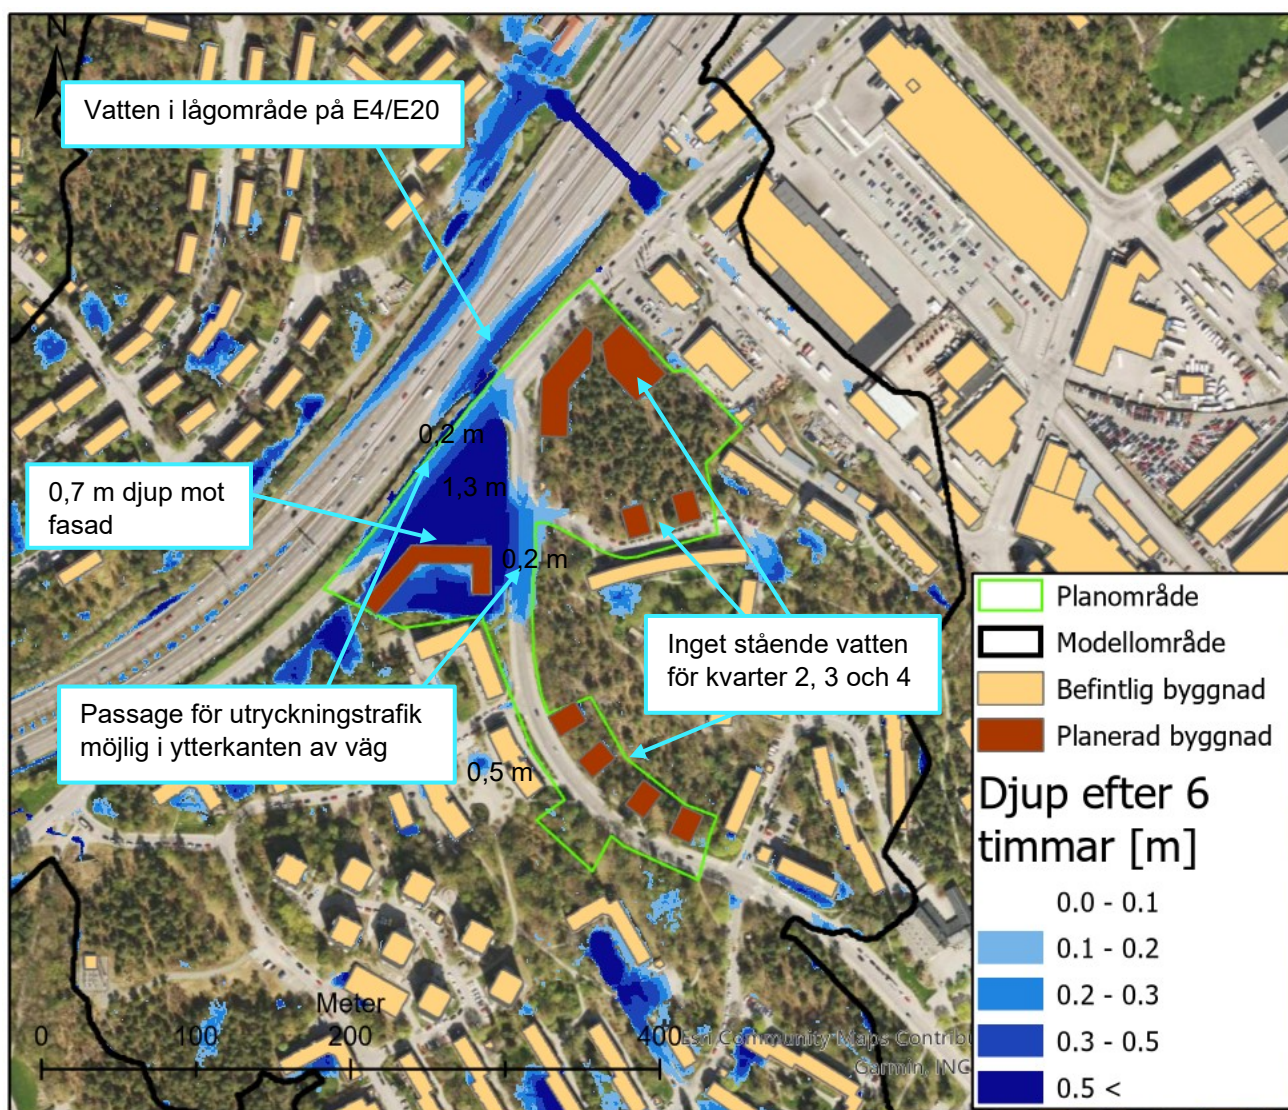 N
Vatten i lågområde på E4/E20
0,2 m
1,3 m
0,7 m djup mot
fasad
0,2 m
Inget stående vatten
för kvarter 2, 3 och 4
Passage för utryckningstrafik
möjlig i ytterkanten av väg
0,5 m
Planområde
Modellområde
Befintlig byggnad
Planerad byggnad
Djup efter 6
timmar [m]
0.0 - 0.1
0.1 - 0.2
0.2 - 0.3
0.3 - 0.5
0.5 <
Meter
0 100 200 400
Esri Community Maps Contribu
Garmin, INC